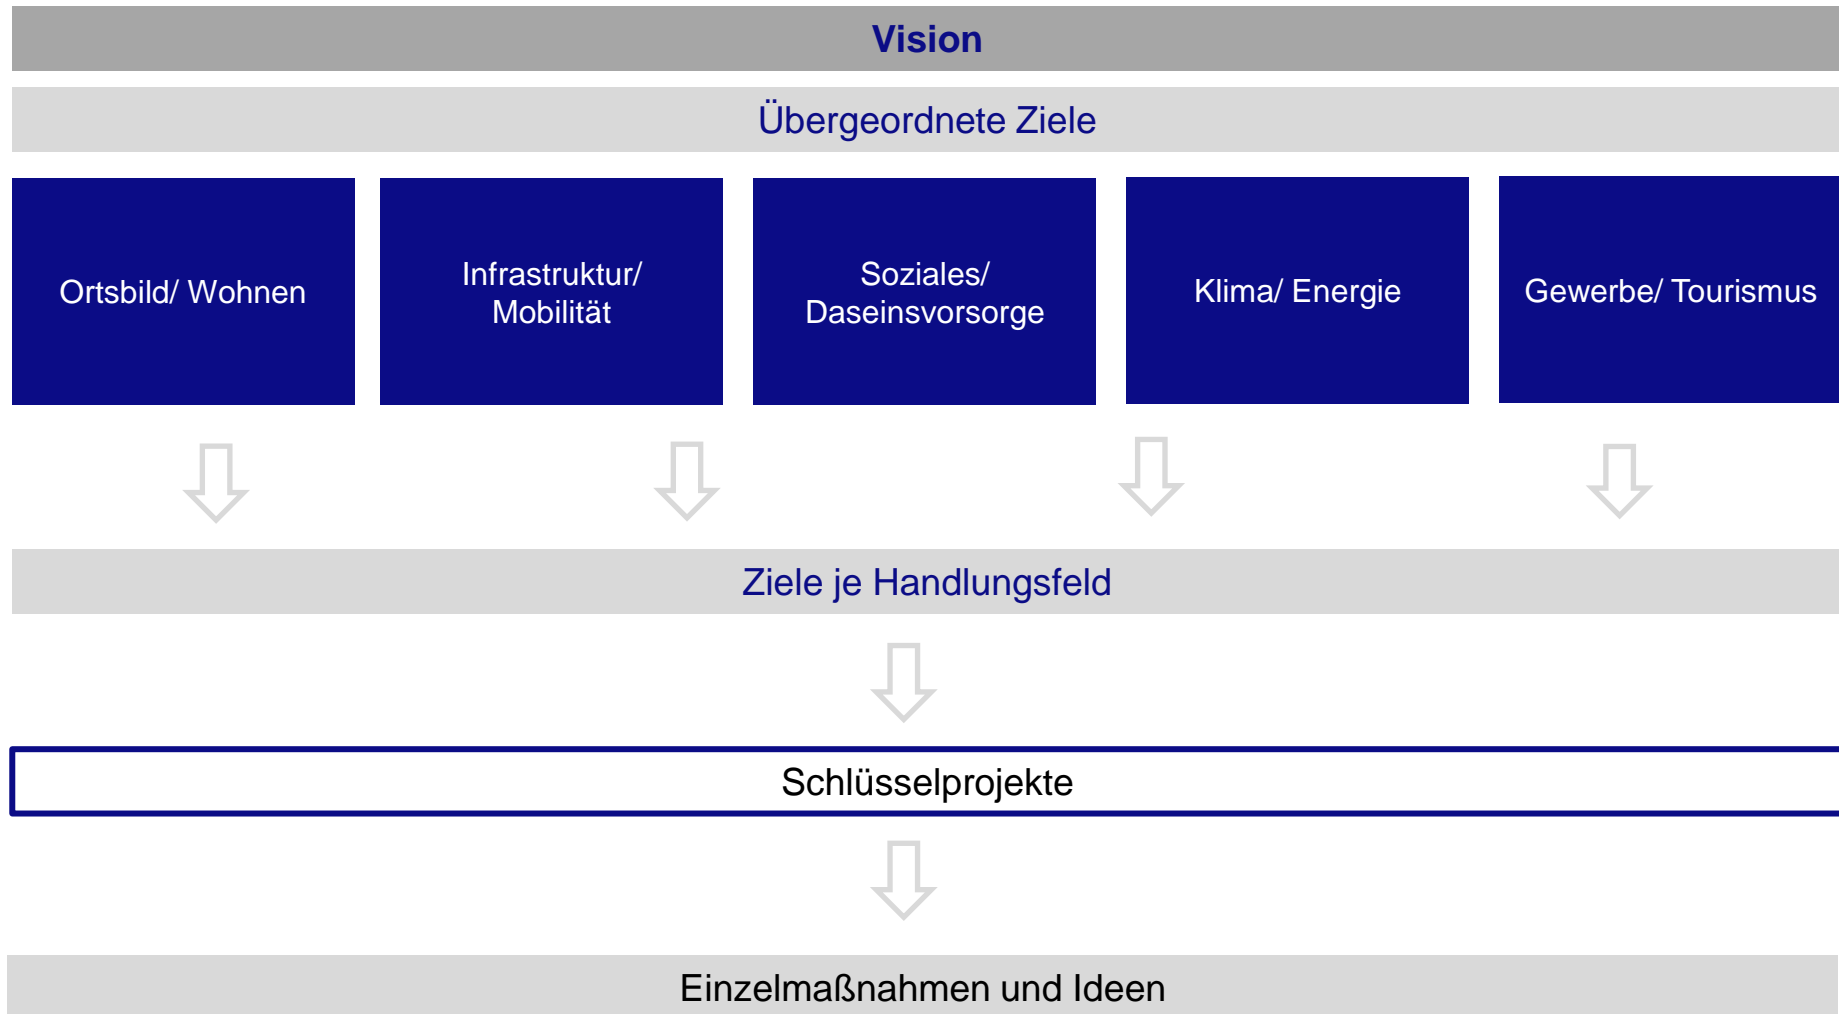 Vision
Übergeordnete Ziele
Ortsbild/ Wohnen
Infrastruktur/
Mobilität
Soziales/
Daseinsvorsorge
Klima/ Energie
Gewerbe/ Tourismus
Ziele je Handlungsfeld
Schlüsselprojekte
Einzelmaßnahmen und Ideen